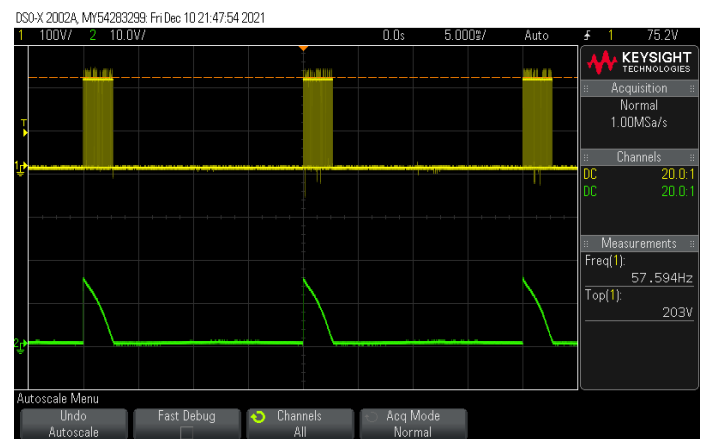 DSO-X 2002A, MY54283299: Fri Dec 10 21:47:54 2021
1 100V/ 2 10.0V/ 0.0s 5.000ms/ Auto 1 75.2V
KEYSIGHT
TECHNOLOGIES
Acquisition
Normal
1.00MSa/s
Channels
DC 20.0:1
DC 20.0:1
Measurements
Freq(1):
57.594Hz
Top(1):
203V
T
1
2
Autoscale Menu
Undo
Autoscale
Fast Debug
Channels
All
Acq Mode
Normal